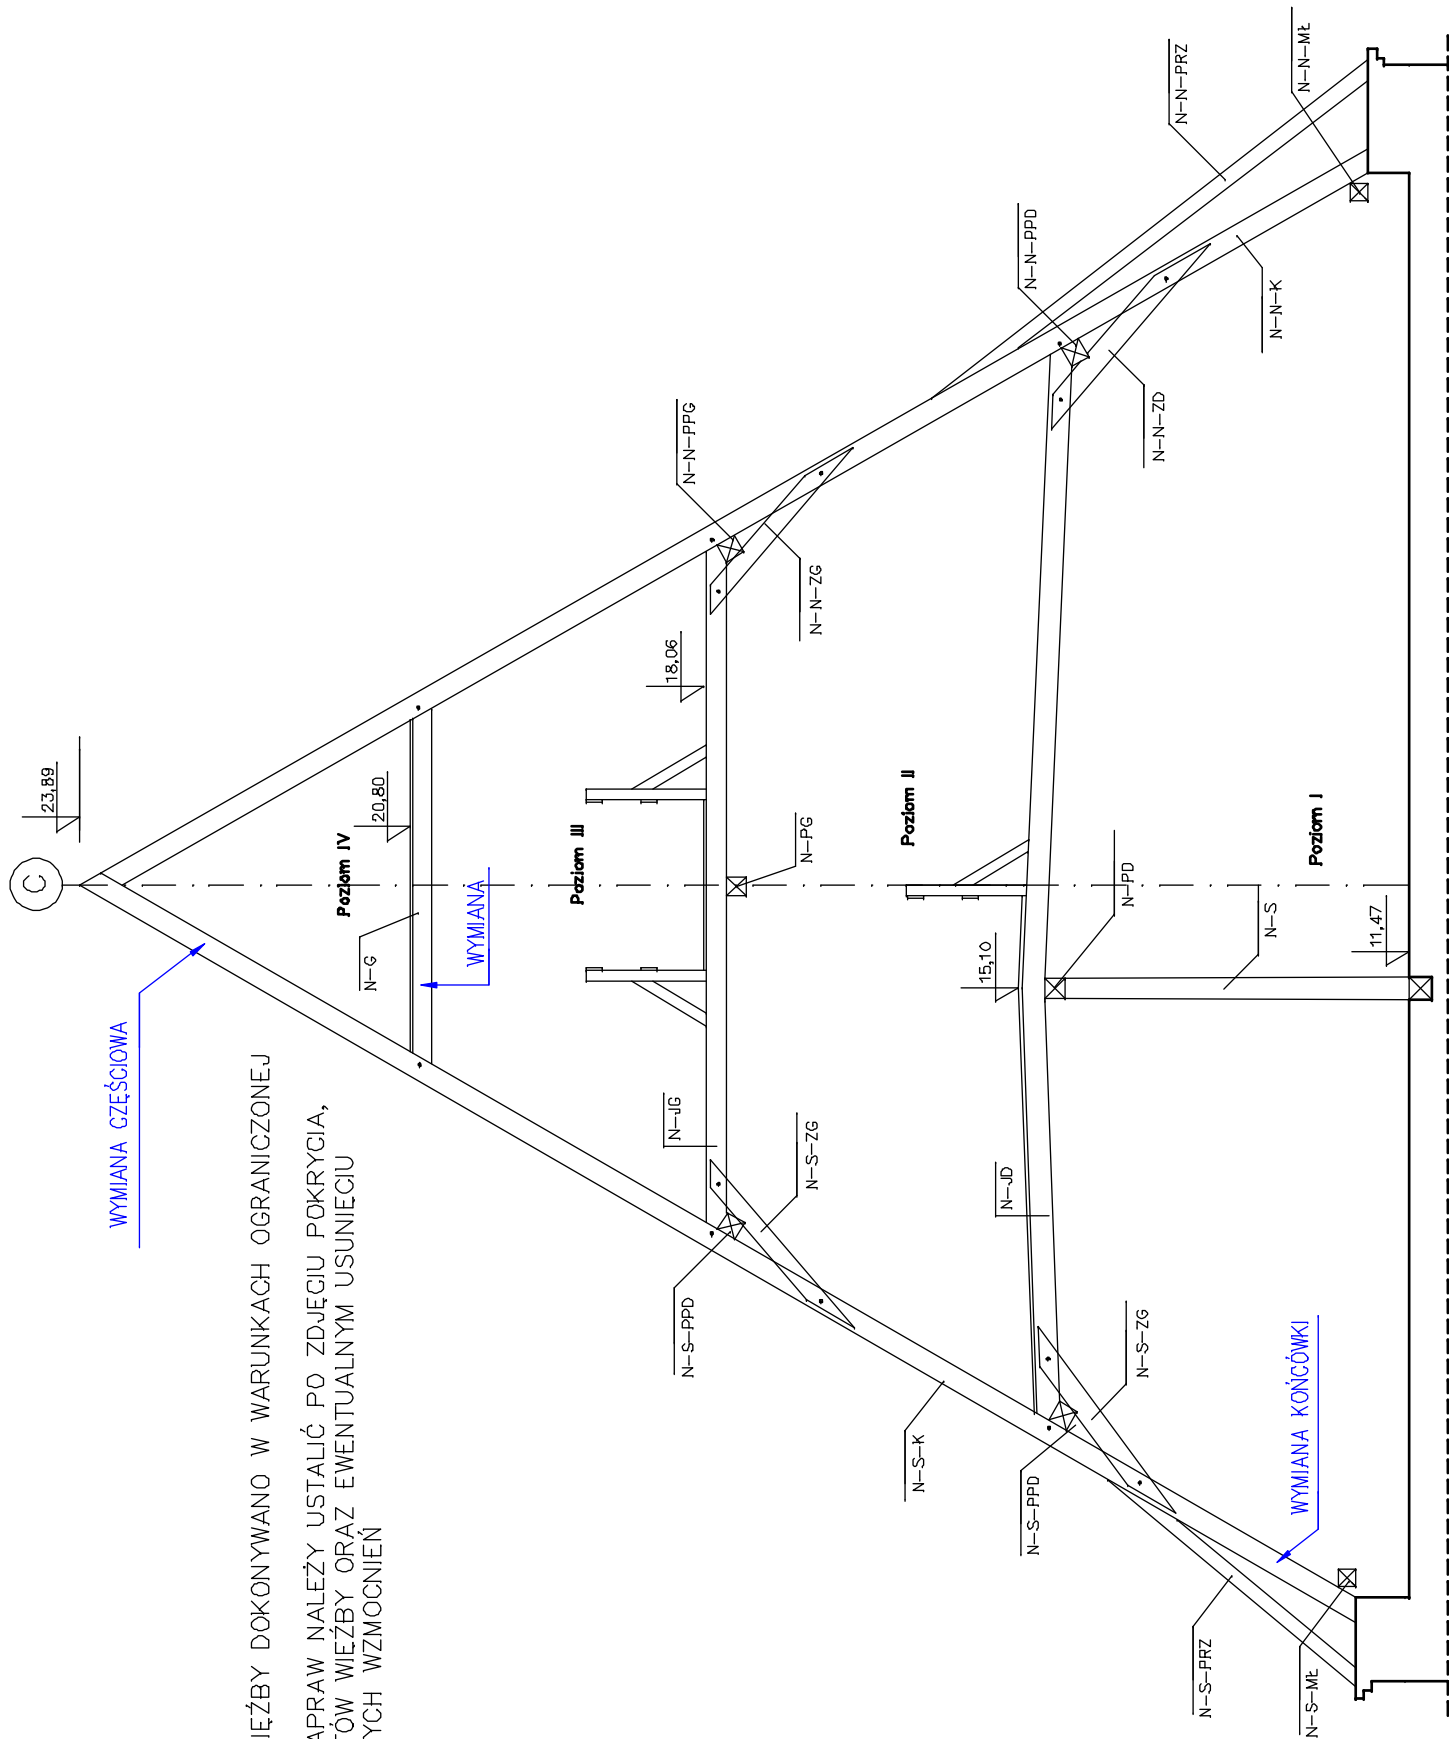 C
23,89
WYMIANA CZĘŚCIOWA
Poziom IV
20,80
N-G
WYMIANA
Poziom III
18,06
N-PG
N-JG
N-S-ZG
N-S-PPD
N-N-PPG
N-N-ZG
Poziom II
15,10
N-PD
N-JD
N-S-K
N-S-PPD
N-S-ZG
N-N-PPD
N-N-ZD
N-N-K
N-N-PRZ
N-N-MŁ
Poziom I
N-S
11,47
WYMIANA KOŃCÓWKI
N-S-PRZ
N-S-MŁ
IĘŹBY DOKONYWANO W WARUNKACH OGRANICZONEJ
APRAW NALEŻY USTALIĆ PO ZDJĘCIU POKRYCIA,
TÓW WIĘŹBY ORAZ EWENTUALNYM USUNIĘCIU
YCH WZMOCNIEŃ